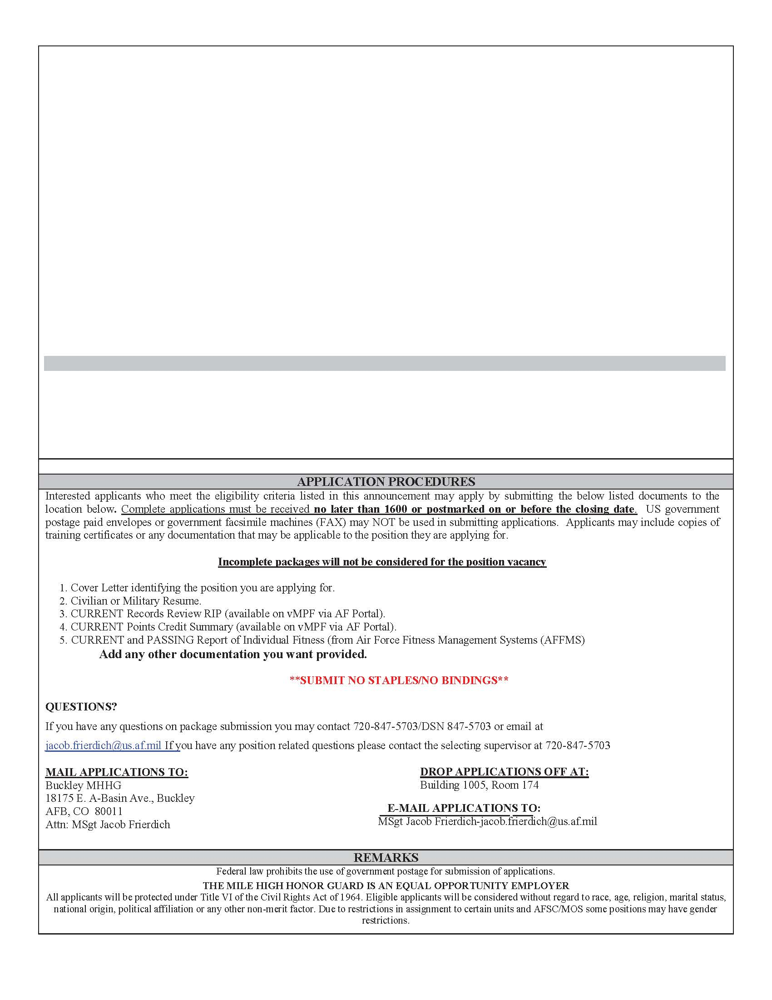 APPLICATION PROCEDURES
Interested applicants who meet the eligibility criteria listed in this announcement may apply by submitting the below listed documents to the
location below. Complete applications must be received no later than 1600 or postmarked on or before the closing date. US government
postage paid envelopes or government facsimile machines (FAX) may NOT be used in submitting applications. Applicants may include copies of
training certificates or any documentation that may be applicable to the position they are applying for.
Incomplete packages will not be considered for the position vacancy
1. Cover Letter identifying the position you are applying for.
2. Civilian or Military Resume.
3. CURRENT Records Review RIP (available on vMPF via AF Portal).
4. CURRENT Points Credit Summary (available on vMPF via AF Portal).
5. CURRENT and PASSING Report of Individual Fitness (from Air Force Fitness Management Systems (AFFMS)
Add any other documentation you want provided.
**SUBMIT NO STAPLES/NO BINDINGS**
QUESTIONS?
If you have any questions on package submission you may contact 720-847-5703/DSN 847-5703 or email at
jacob.frierdich@us.af.mil If you have any position related questions please contact the selecting supervisor at 720-847-5703
MAIL APPLICATIONS TO:
Buckley MHHG
18175 E. A-Basin Ave., Buckley
AFB, CO 80011
Attn: MSgt Jacob Frierdich
DROP APPLICATIONS OFF AT:
Building 1005, Room 174
E-MAIL APPLICATIONS TO:
MSgt Jacob Frierdich-jacob.frierdich@us.af.mil
REMARKS
Federal law prohibits the use of government postage for submission of applications.
THE MILE HIGH HONOR GUARD IS AN EQUAL OPPORTUNITY EMPLOYER
All applicants will be protected under Title VI of the Civil Rights Act of 1964. Eligible applicants will be considered without regard to race, age, religion, marital status,
national origin, political affiliation or any other non-merit factor. Due to restrictions in assignment to certain units and AFSC/MOS some positions may have gender
restrictions.